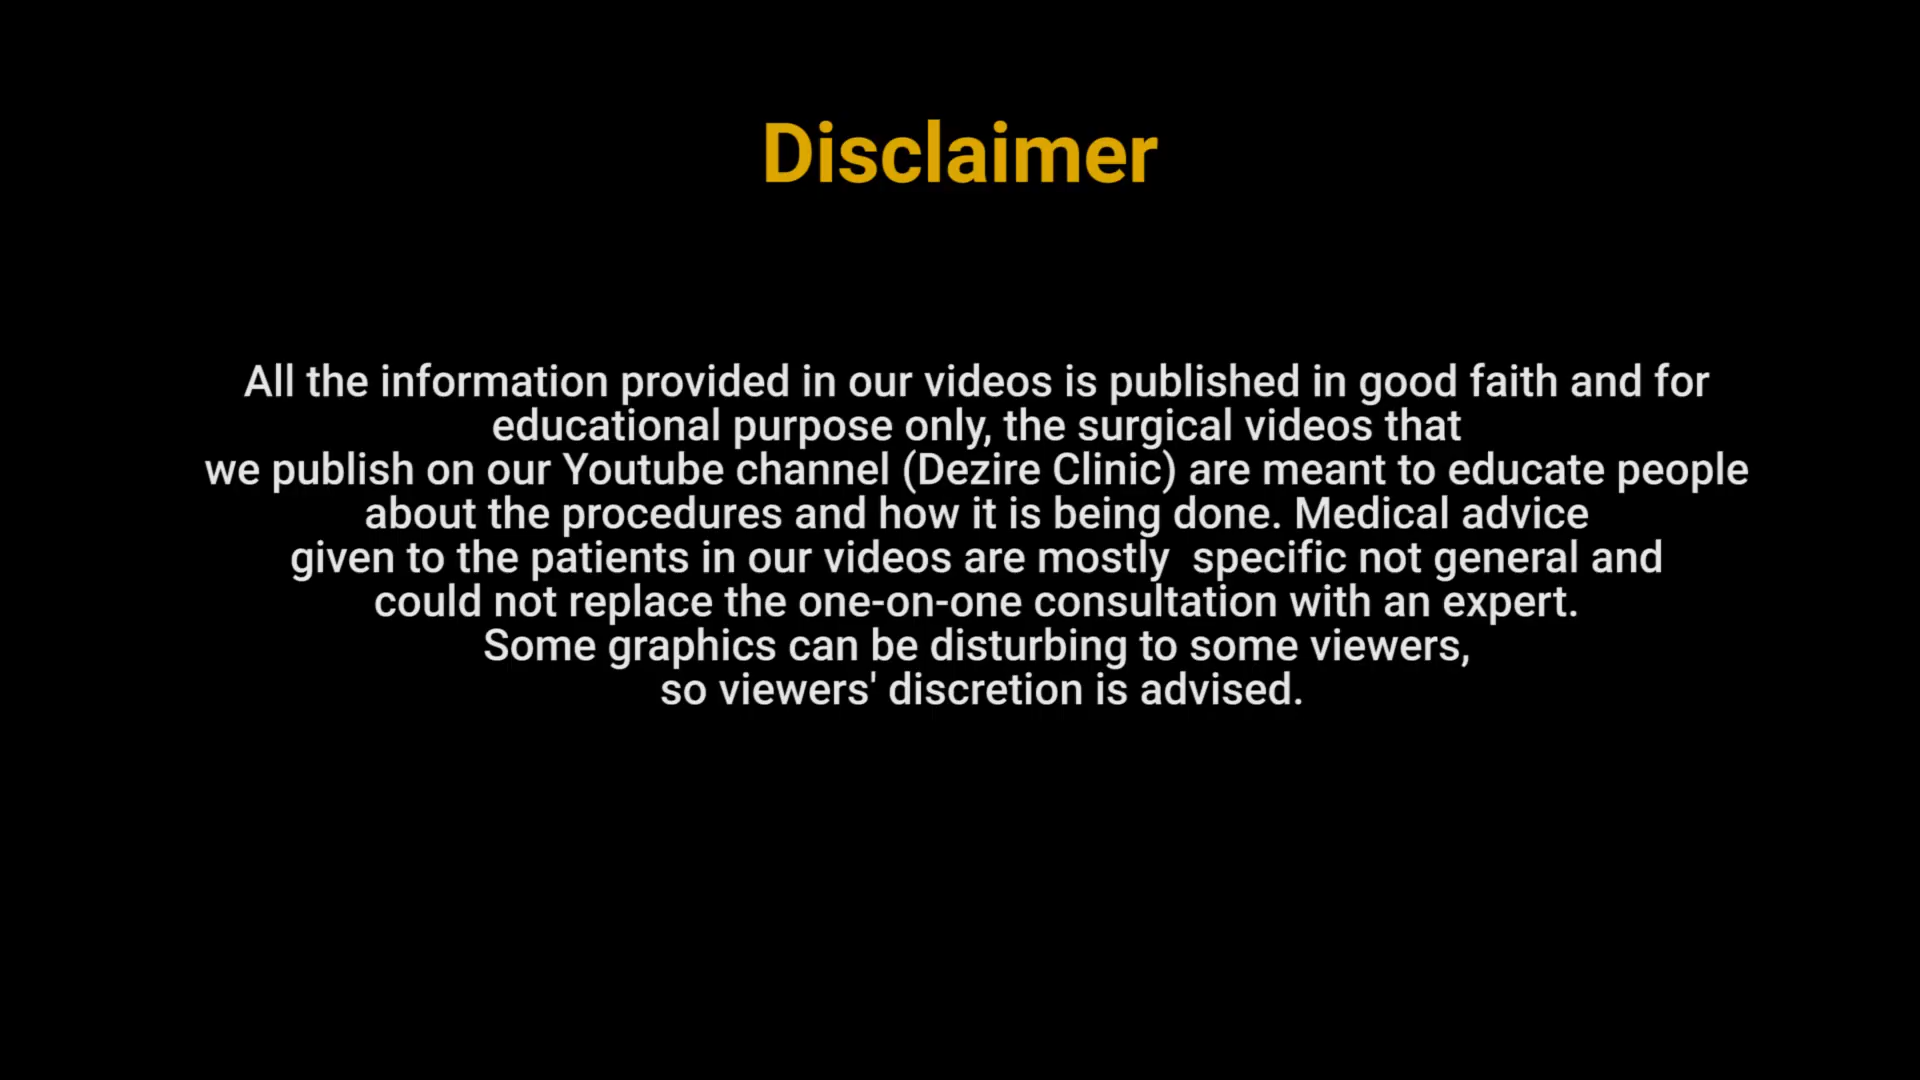 Disclaimer
All the information provided in our videos is published in good faith and for
educational purpose only, the surgical videos that
we publish on our Youtube channel (Dezire Clinic) are meant to educate people
about the procedures and how it is being done. Medical advice
given to the patients in our videos are mostly  specific not general and
could not replace the one-on-one consultation with an expert.
Some graphics can be disturbing to some viewers,
so viewers' discretion is advised.